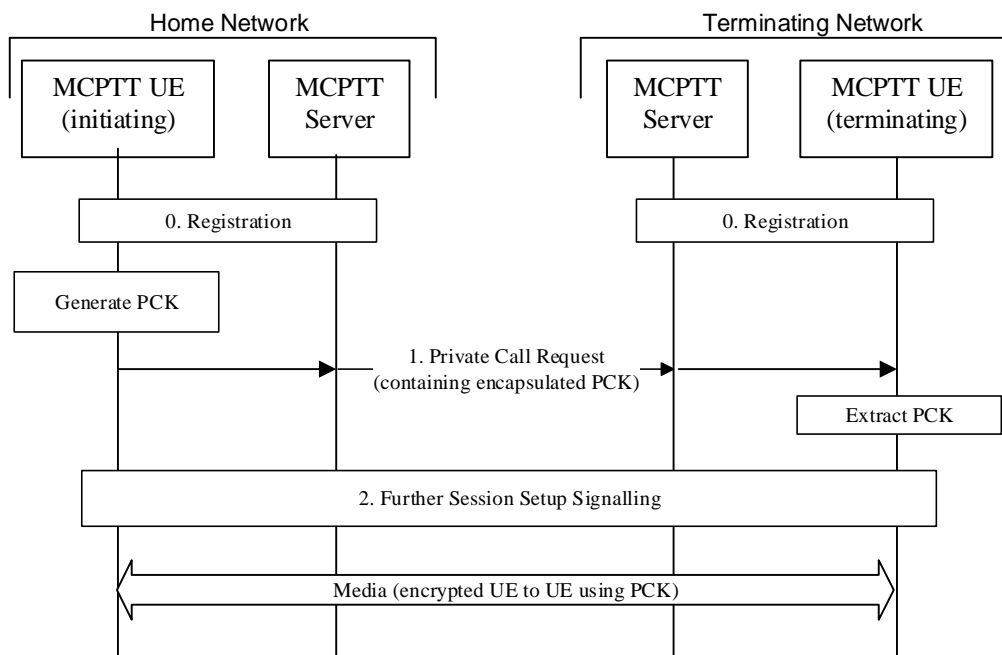 Home Network
Terminating Network
MCPTT UE
(initiating)
MCPTT
Server
MCPTT
Server
MCPTT UE
(terminating)
0. Registration
0. Registration
Generate PCK
1. Private Call Request
(containing encapsulated PCK)
Extract PCK
2. Further Session Setup Signalling
Media (encrypted UE to UE using PCK)